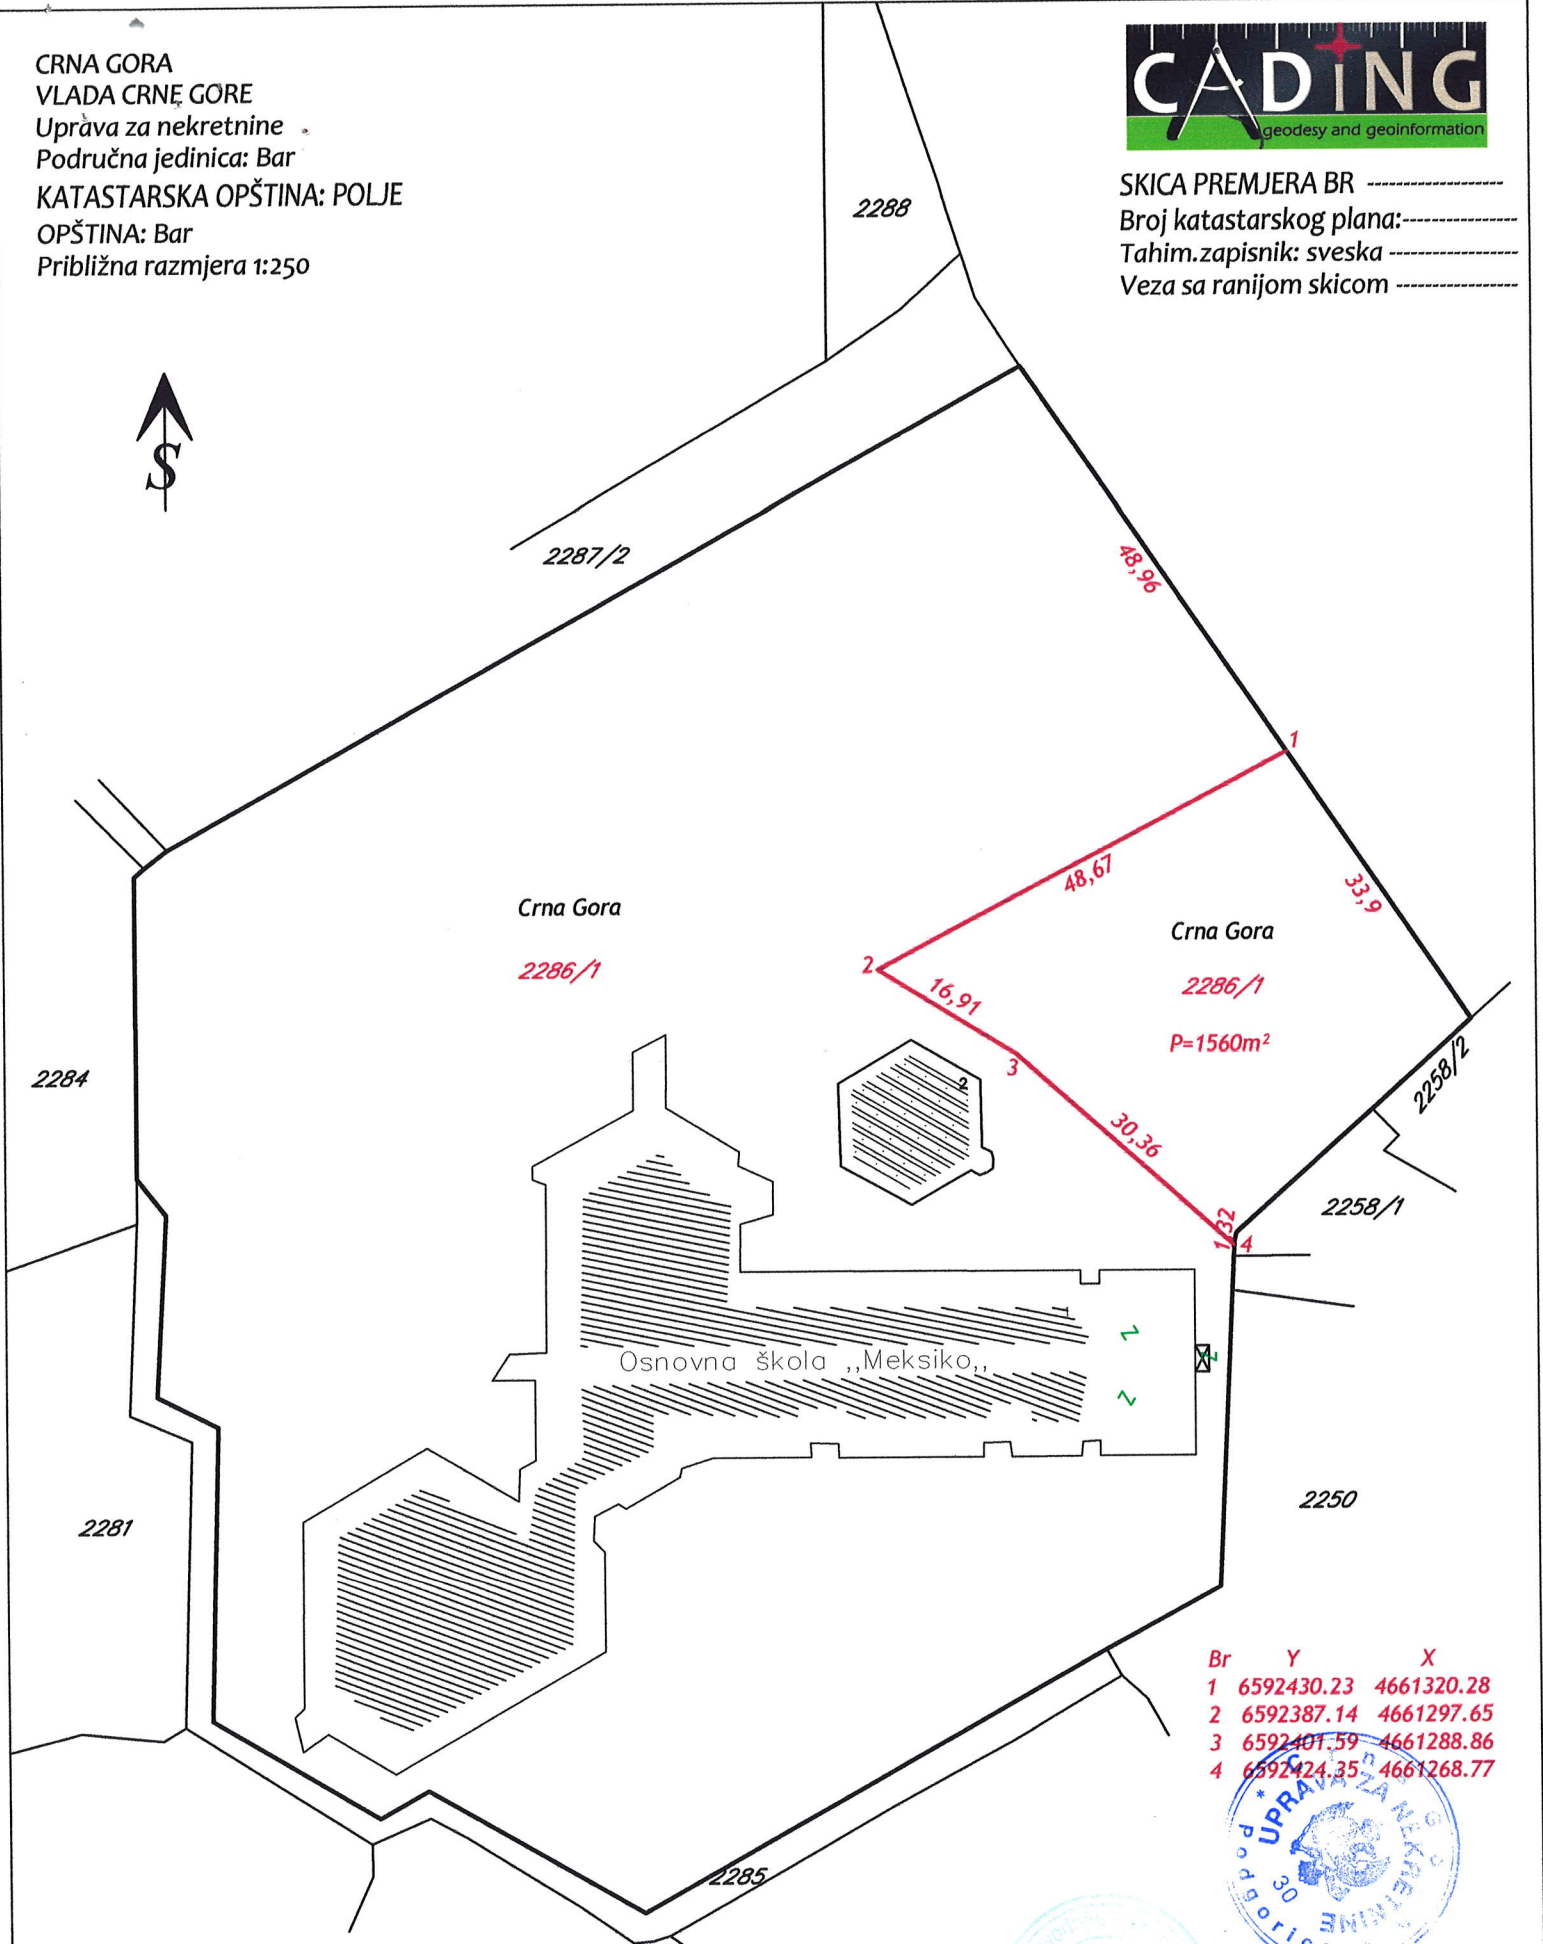 CRNA GORA
VLADA CRNE GORE
Uprava za nekretnine
Područna jedinica: Bar
KATASTARSKA OPŠTINA: POLJE
OPŠTINA: Bar
Približna razmjera 1:250
CADiNG
geodesy and geoinformation
SKICA PREMJERA BR -------------------
Broj katastarskog plana:----------------
Tahim.zapisnik: sveska ------------------
Veza sa ranijom skicom -----------------
S
2288
2287/2
48,96
1
48,67
33,9
Crna Gora
2286/1
Crna Gora
2286/1
P=1560m²
2
16,91
3
30,36
2
2284
2258/2
2258/1
1,32
4
Osnovna škola ,,Meksiko,,
Z
Z
Z
2250
2281
2285
Br Y X
1 6592430.23 4661320.28
2 6592387.14 4661297.65
3 6592401.59 4661288.86
4 6592424.35 4661268.77
UPRAVA ZA NEKRETNINE
30